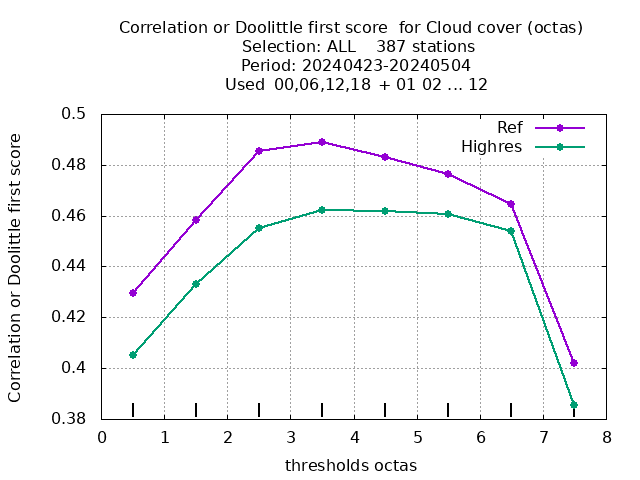 Correlation or Doolittle first score  for Cloud cover (octas)
Selection: ALL    387 stations
Period: 20240423-20240504
Used  00,06,12,18 + 01 02 ... 12
Correlation or Doolittle first score
0.5
0.48
0.46
0.44
0.42
0.4
0.38
Ref
Highres
0 1 2 3 4 5 6 7 8
thresholds octas